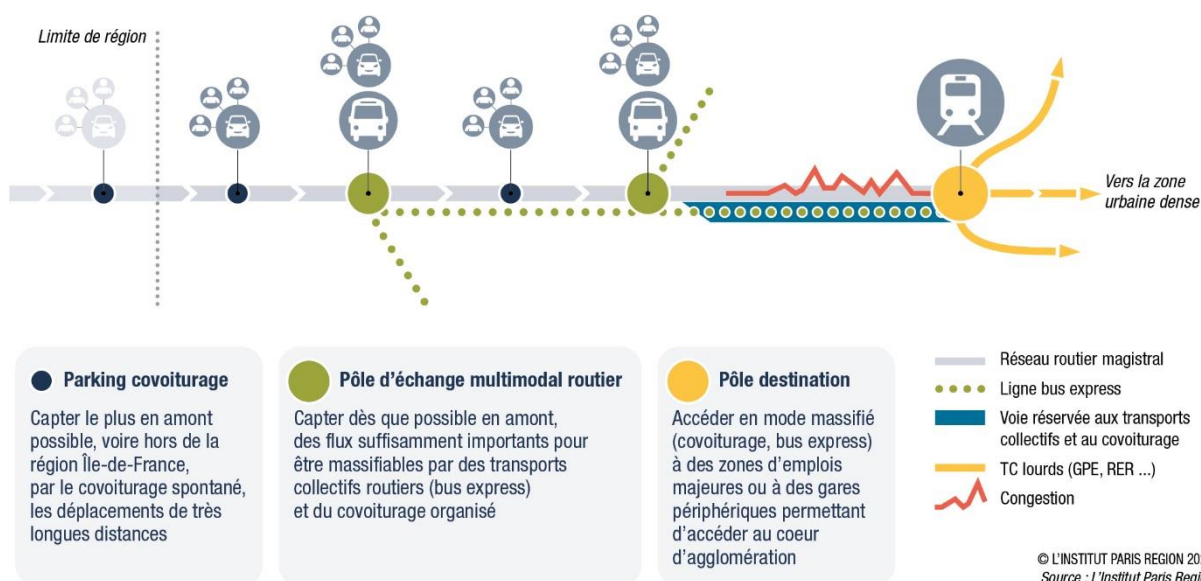 Limite de région
Vers la zone
urbaine dense
Parking covoiturage
Capter le plus en amont
possible, voire hors de la
région Île-de-France,
par le covoiturage spontané,
les déplacements de très
longues distances
Pôle d'échange multimodal routier
Capter dès que possible en amont,
des flux suffisamment importants pour
être massifiables par des transports
collectifs routiers (bus express)
et du covoiturage organisé
Pôle destination
Accéder en mode massifié
(covoiturage, bus express)
à des zones d'emplois
majeures ou à des gares
périphériques permettant
d'accéder au coeur
d'agglomération
Réseau routier magistral
Ligne bus express
Voie réservée aux transports
collectifs et au covoiturage
TC lourds (GPE, RER ...)
Congestion
© L'INSTITUT PARIS REGION
Source : L'Institut Paris